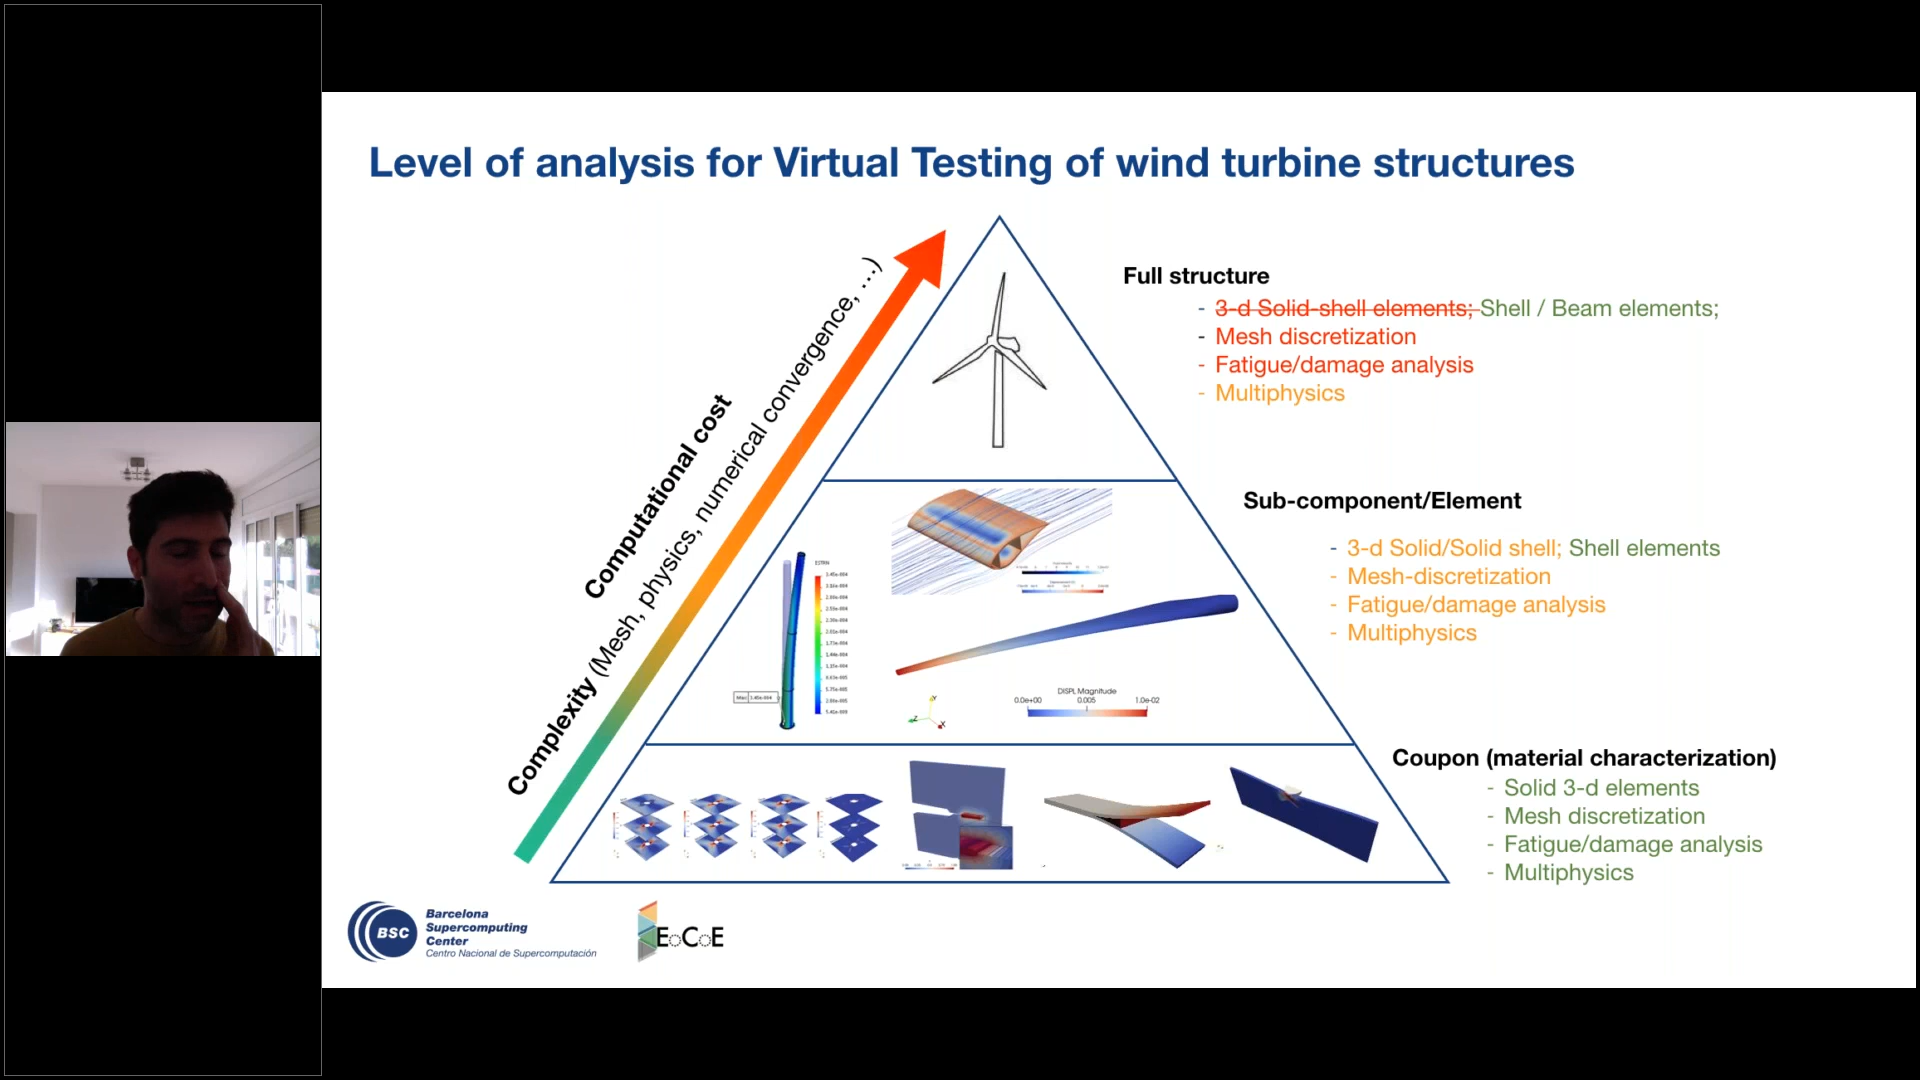 Level of analysis for Virtual Testing of wind turbine structures
Computational cost
Complexity (Mesh, physics, numerical convergence, ...)
Full structure
- 3-d Solid-shell elements; Shell / Beam elements;
- Mesh discretization
- Fatigue/damage analysis
- Multiphysics
Sub-component/Element
- 3-d Solid/Solid shell; Shell elements
- Mesh-discretization
- Fatigue/damage analysis
- Multiphysics
DISPL Magnitude
0.0e+00 0.005 1.0e-02
Coupon (material characterization)
- Solid 3-d elements
- Mesh discretization
- Fatigue/damage analysis
- Multiphysics
BSC
Barcelona
Supercomputing
Center
Centro Nacional de Supercomputación
EoCoE